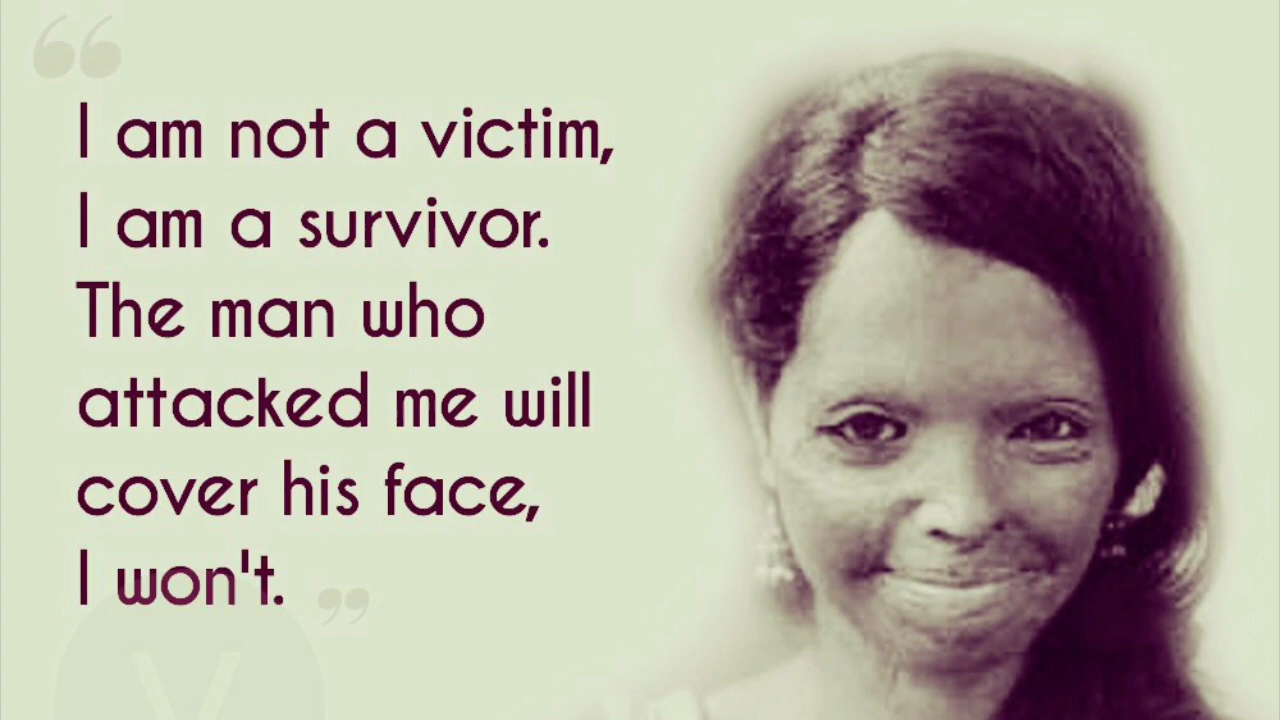 “
I am not a victim,
I am a survivor.
The man who
attacked me will
cover his face,
I won't. ”
V